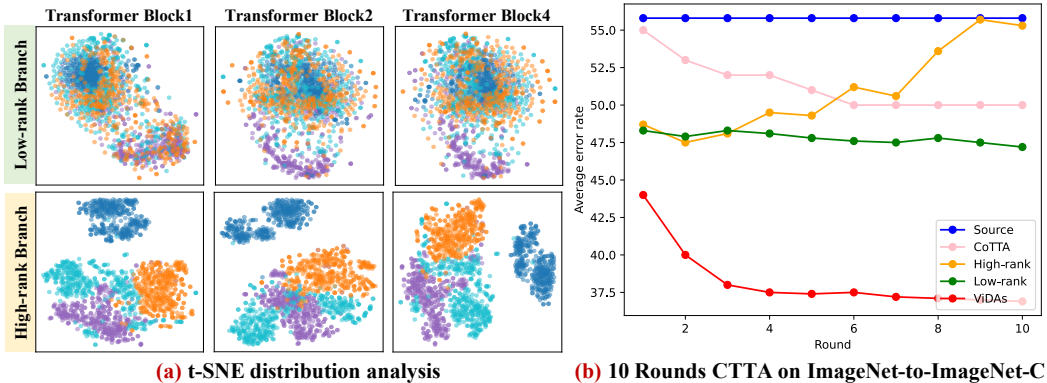 Transformer Block1
Transformer Block2
Transformer Block4
Low-rank Branch
High-rank Branch
(a) t-SNE distribution analysis
55.0
52.5
50.0
47.5
45.0
42.5
40.0
37.5
Average error rate
2
4
6
8
10
Round
Source
CoTTA
High-rank
Low-rank
ViDAs
(b) 10 Rounds CTTA on ImageNet-to-ImageNet-C